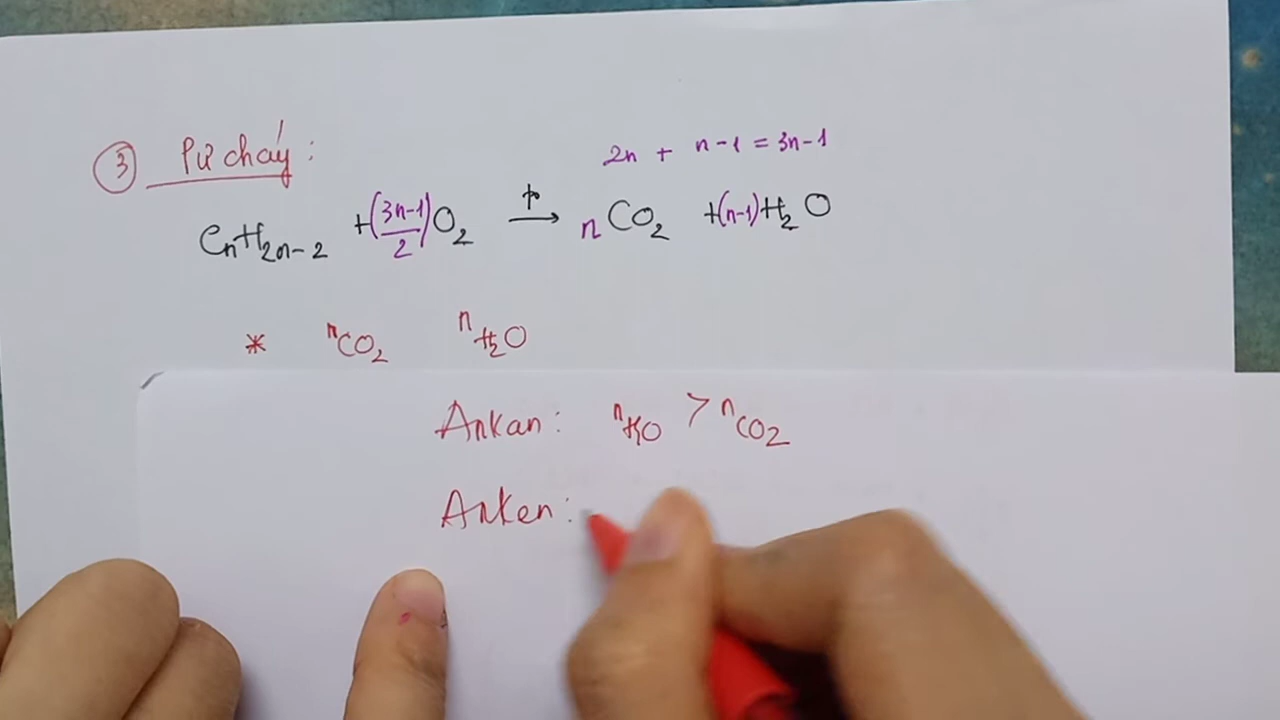 ③ Pư cháy:
2n + n-1 = 3n-1
CnH2n-2 + (3n-1)/2 O2 → nCO2 + (n-1)H2O
* nCO2 nH2O
Ankan: nH2O > nCO2
Anken: